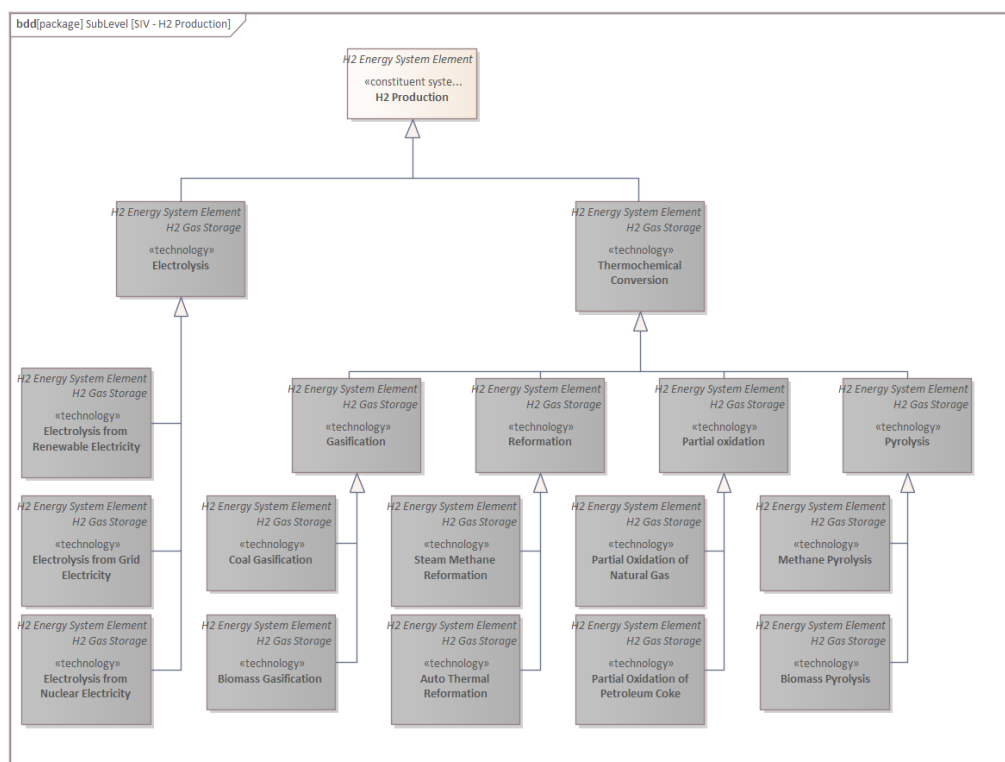 bdd[package] SubLevel [SIV - H2 Production]
H2 Energy System Element
«constituent syste...
H2 Production
H2 Energy System Element
H2 Gas Storage
«technology»
Electrolysis
H2 Energy System Element
H2 Gas Storage
«technology»
Thermochemical
Conversion
H2 Energy System Element
H2 Gas Storage
«technology»
Electrolysis from
Renewable Electricity
H2 Energy System Element
H2 Gas Storage
«technology»
Gasification
H2 Energy System Element
H2 Gas Storage
«technology»
Reformation
H2 Energy System Element
H2 Gas Storage
«technology»
Partial oxidation
H2 Energy System Element
H2 Gas Storage
«technology»
Pyrolysis
H2 Energy System Element
H2 Gas Storage
«technology»
Electrolysis from Grid
Electricity
H2 Energy System Element
H2 Gas Storage
«technology»
Coal Gasification
H2 Energy System Element
H2 Gas Storage
«technology»
Steam Methane
Reformation
H2 Energy System Element
H2 Gas Storage
«technology»
Partial Oxidation of
Natural Gas
H2 Energy System Element
H2 Gas Storage
«technology»
Methane Pyrolysis
H2 Energy System Element
H2 Gas Storage
«technology»
Electrolysis from
Nuclear Electricity
H2 Energy System Element
H2 Gas Storage
«technology»
Biomass Gasification
H2 Energy System Element
H2 Gas Storage
«technology»
Auto Thermal
Reformation
H2 Energy System Element
H2 Gas Storage
«technology»
Partial Oxidation of
Petroleum Coke
H2 Energy System Element
H2 Gas Storage
«technology»
Biomass Pyrolysis